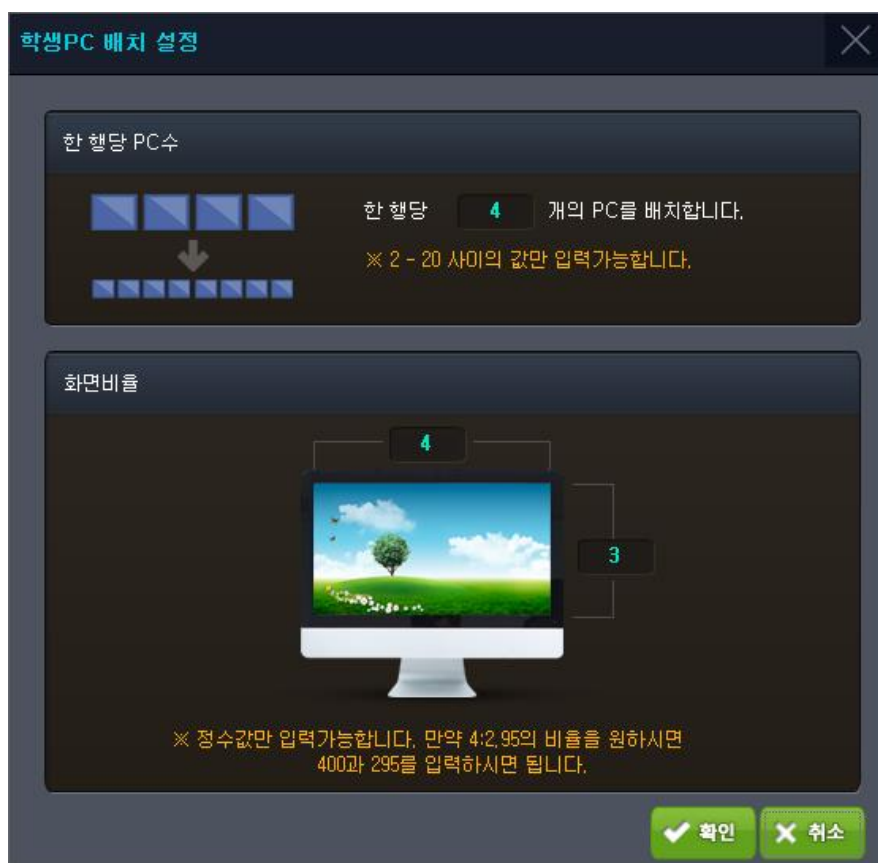 학생PC 배치 설정
한 행당 PC수
한 행당 4 개의 PC를 배치합니다.
※ 2 - 20 사이의 값만 입력가능합니다.
화면비율
4
3
※ 정수값만 입력가능합니다. 만약 4:2.95의 비율을 원하시면
400과 295를 입력하시면 됩니다.
확인 취소